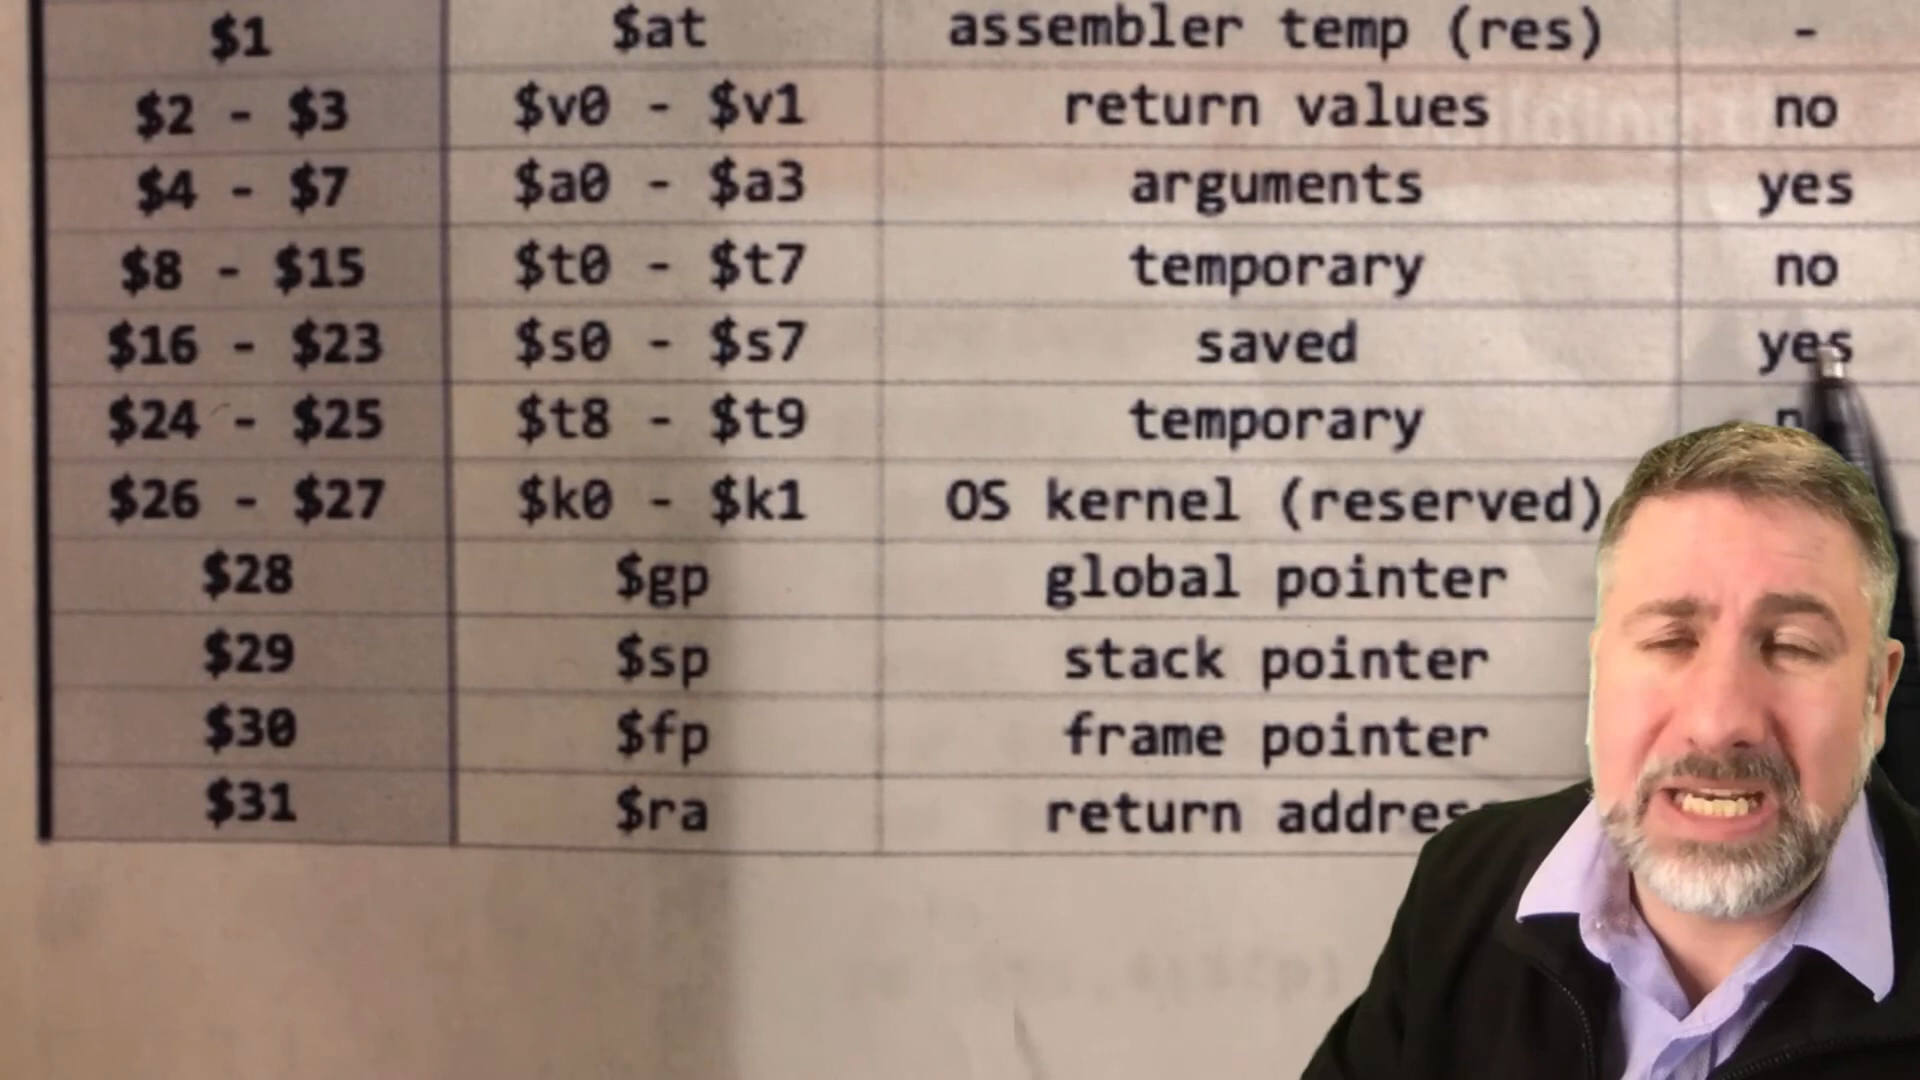 $1 $at assembler temp (res) -
$2 - $3 $v0 - $v1 return values no
$4 - $7 $a0 - $a3 arguments yes
$8 - $15 $t0 - $t7 temporary no
$16 - $23 $s0 - $s7 saved yes
$24 - $25 $t8 - $t9 temporary
$26 - $27 $k0 - $k1 OS kernel (reserved)
$28 $gp global pointer
$29 $sp stack pointer
$30 $fp frame pointer
$31 $ra return